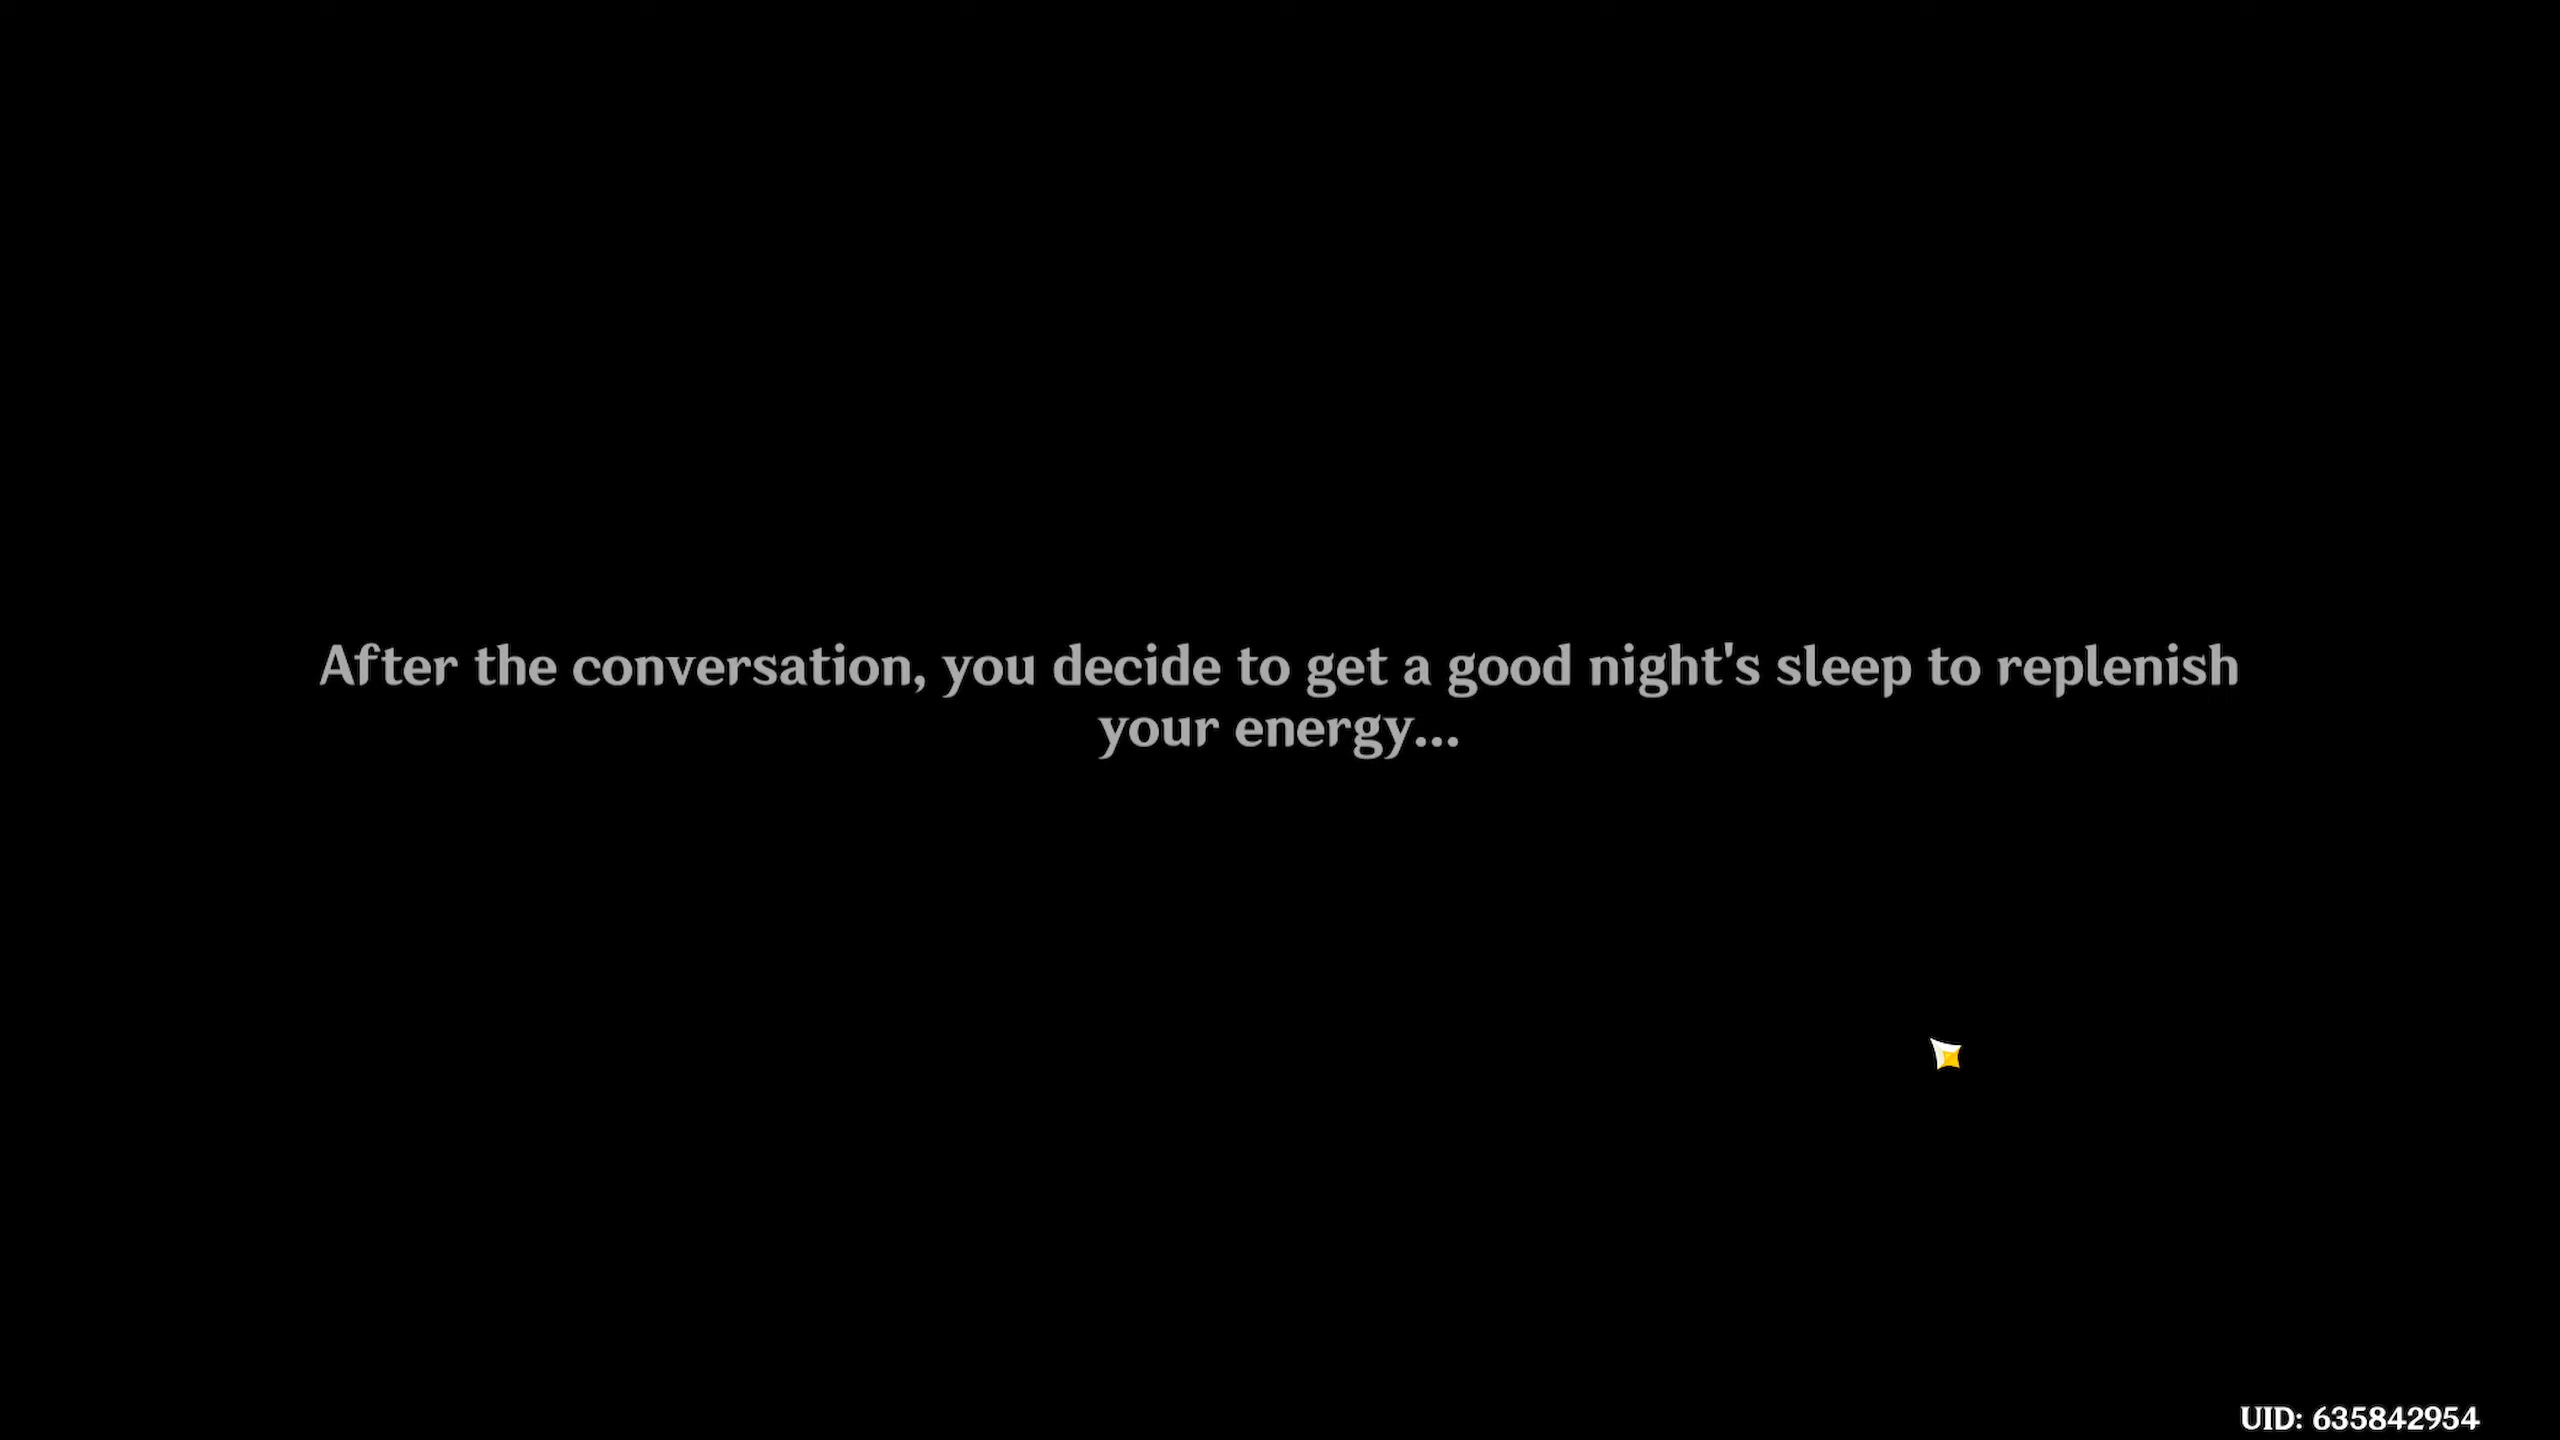 After the conversation, you decide to get a good night's sleep to replenish
your energy...
UID: 635842954